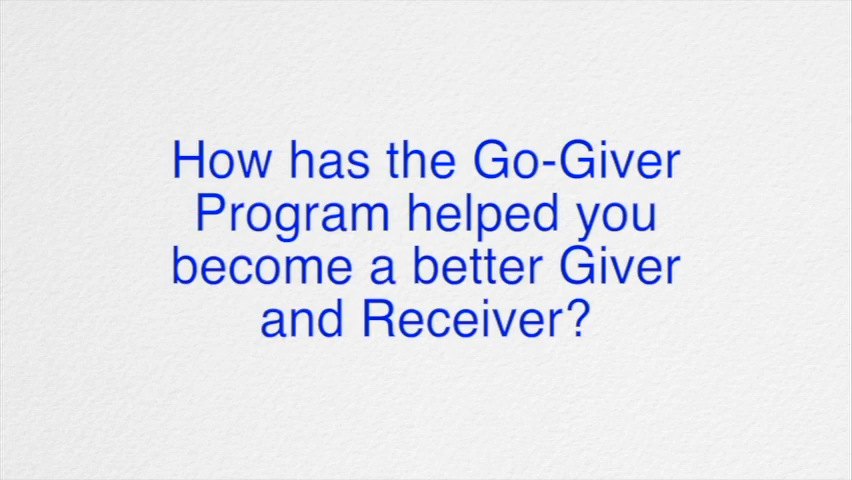 How has the Go-Giver
Program helped you
become a better Giver
and Receiver?